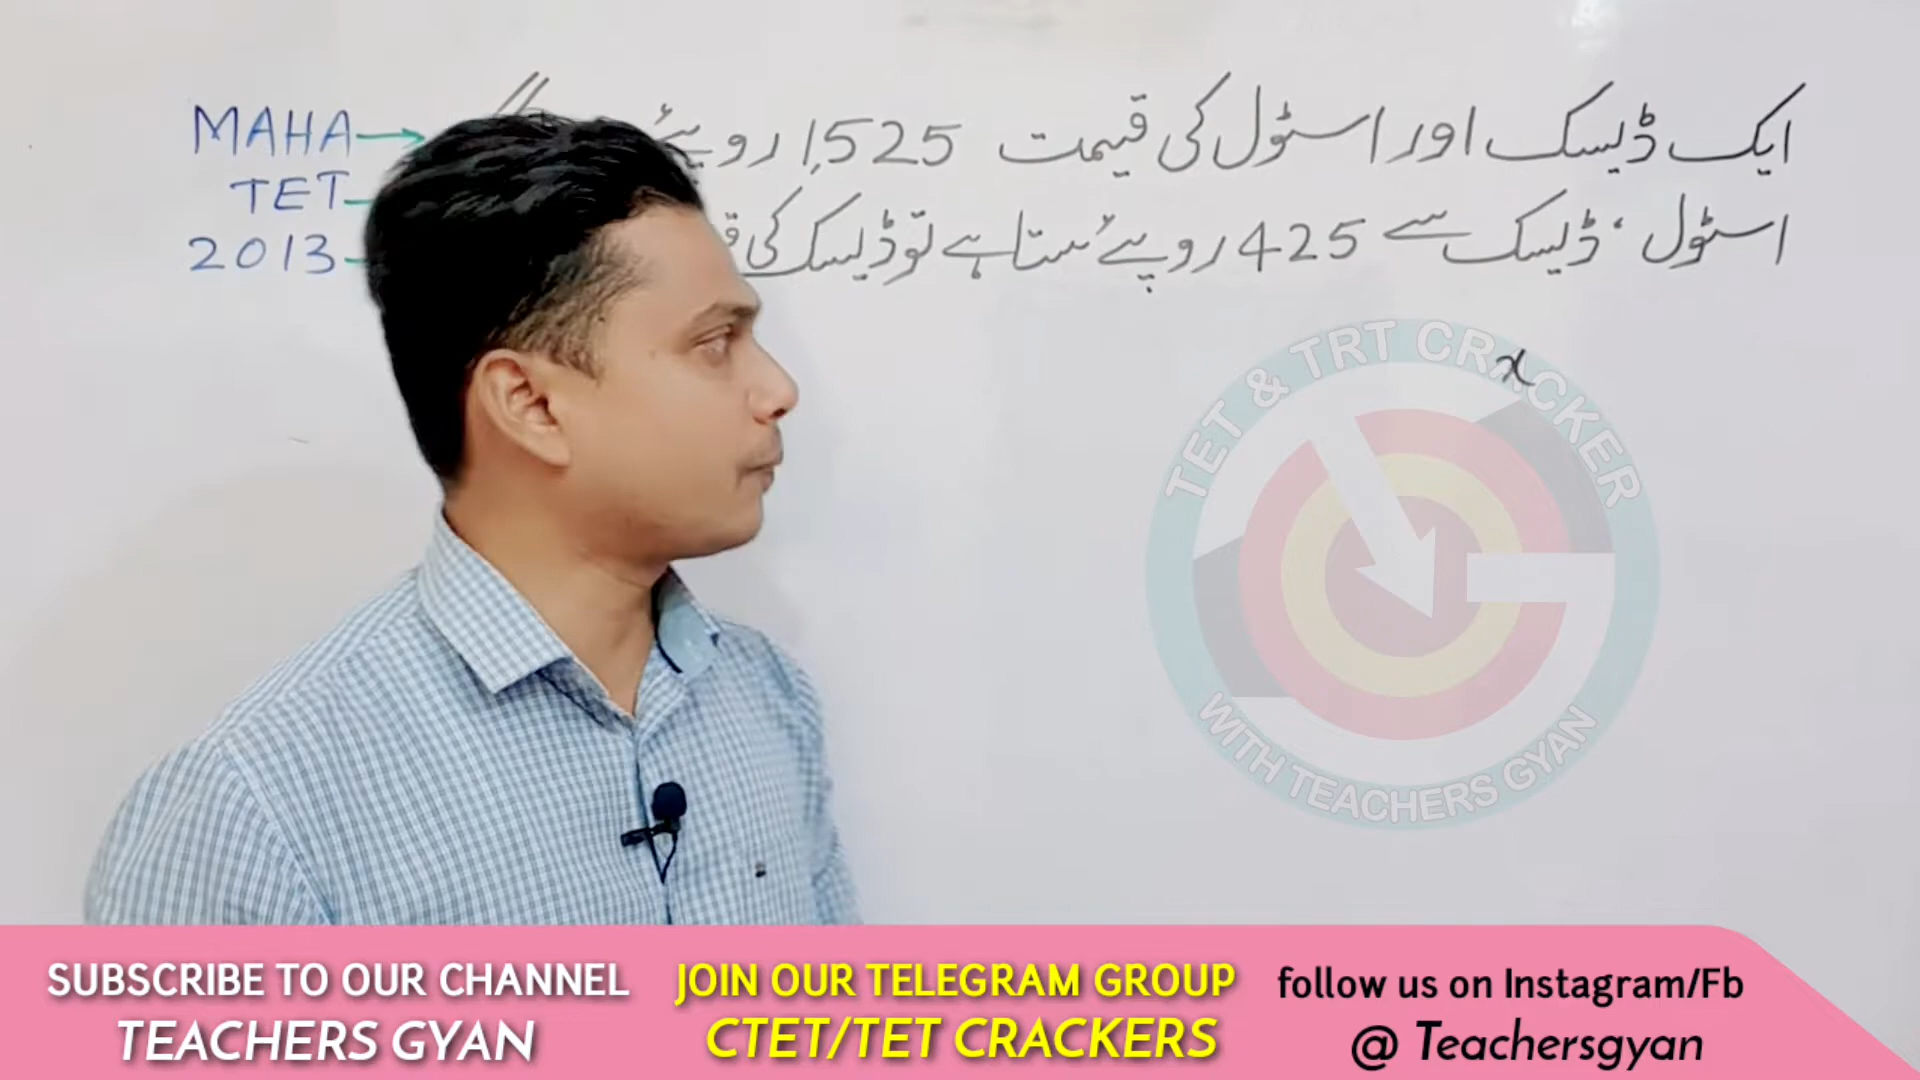 MAHA
TET
2013
ایک ڈیسک اور اسٹول کی قیمت 1,525 روپئے
اسٹول ، ڈیسک سے 425 روپئے سستا ہے تو ڈیسک کی
x
TET & TRT CRACKER
WITH TEACHERS GYAN
SUBSCRIBE TO OUR CHANNEL
TEACHERS GYAN
JOIN OUR TELEGRAM GROUP
CTET/TET CRACKERS
follow us on Instagram/Fb
@ Teachersgyan